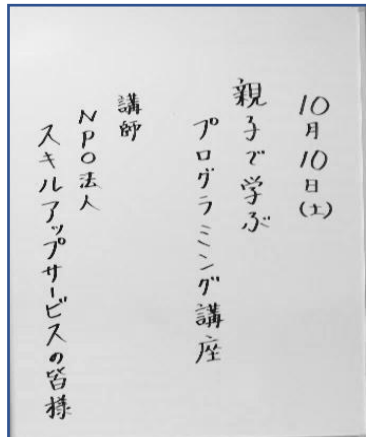 10月10日(土)
親子で学ぶ
プログラミング講座
講師
NPO法人
スキルアップサービスの皆様